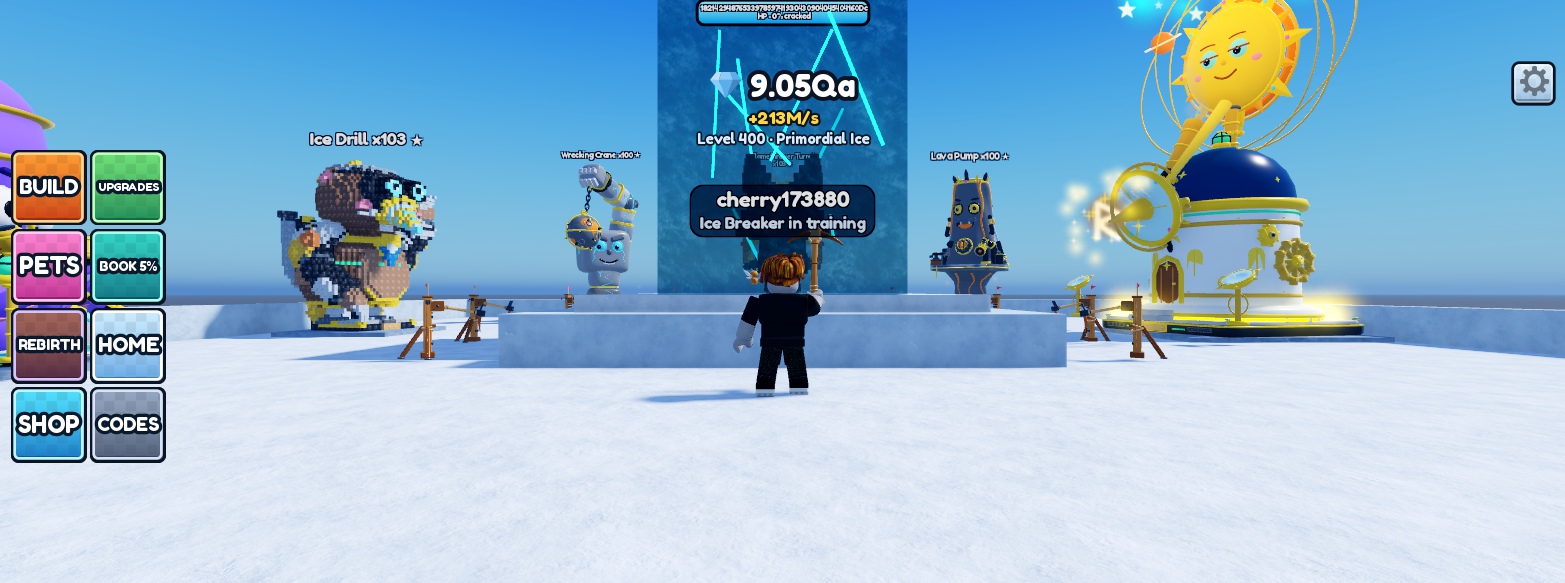 HP · 0% cracked
9.05Qa
+213M/s
Level 400 · Primordial Ice
Ice Drill x103 ★
Wrecking Crane x100 ★
Lava Pump x100 ★
cherry173880
Ice Breaker in training
BUILD
UPGRADES
PETS
BOOK 5%
REBIRTH
HOME
SHOP
CODES